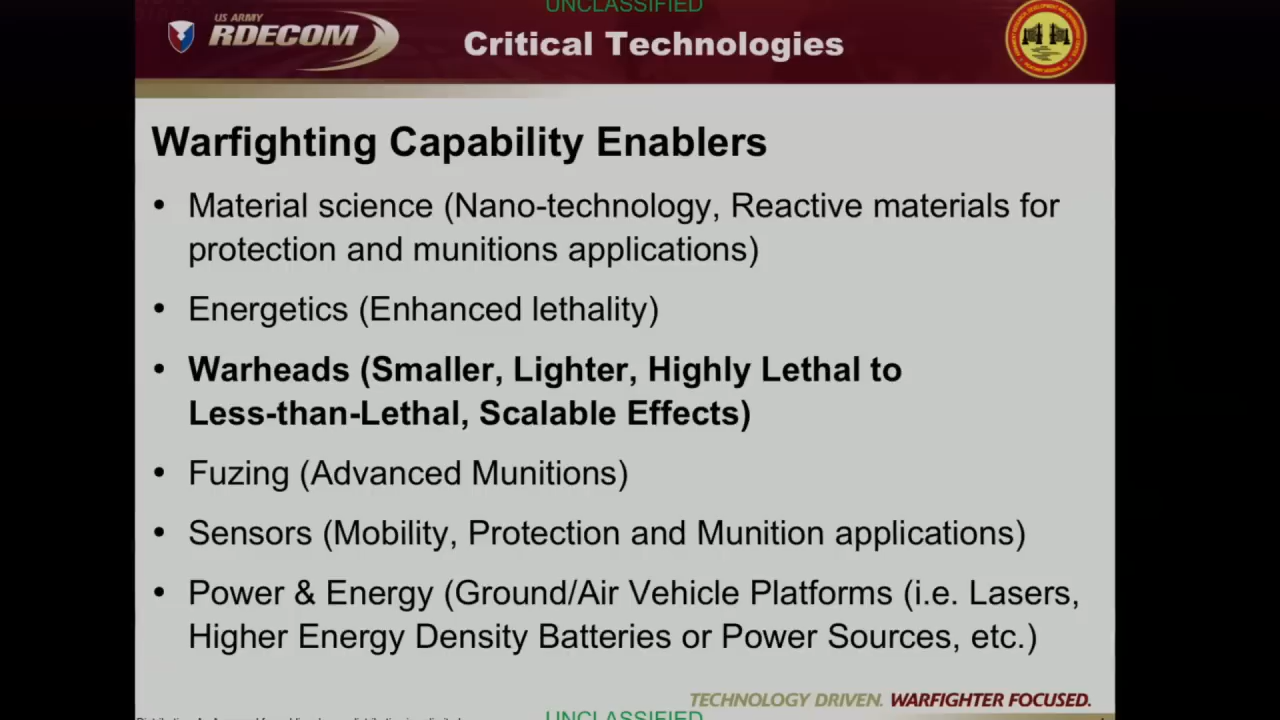 UNCLASSIFIED
US ARMY
RDECOM
Critical Technologies
Warfighting Capability Enablers
• Material science (Nano-technology, Reactive materials for
protection and munitions applications)
• Energetics (Enhanced lethality)
• Warheads (Smaller, Lighter, Highly Lethal to
Less-than-Lethal, Scalable Effects)
• Fuzing (Advanced Munitions)
• Sensors (Mobility, Protection and Munition applications)
• Power & Energy (Ground/Air Vehicle Platforms (i.e. Lasers,
Higher Energy Density Batteries or Power Sources, etc.)
TECHNOLOGY DRIVEN. WARFIGHTER FOCUSED.
UNCLASSIFIED